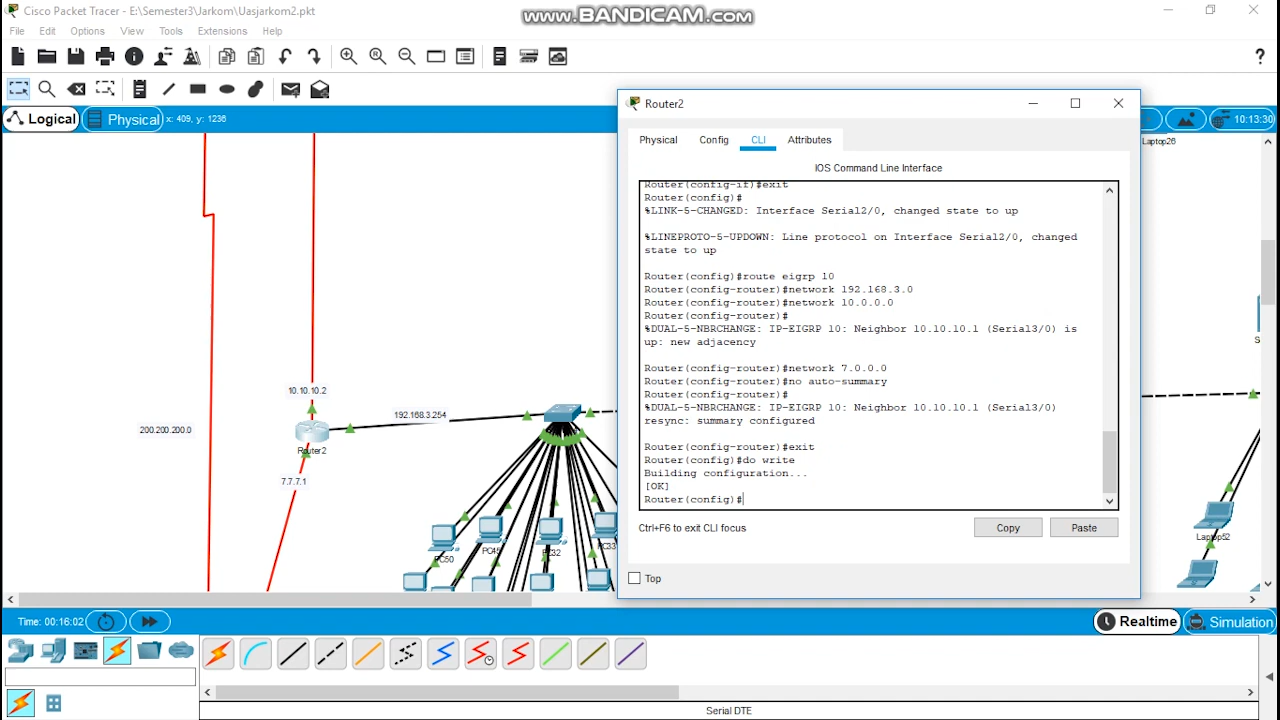 Cisco Packet Tracer - E:\Semester3\Jarkom\Uasjarkom2.pkt
www.BANDICAM.com
File Edit Options View Tools Extensions Help
?
Logical
Physical
x: 409, y: 1236
10:13:30
Laptop26
Router2
Physical Config CLI Attributes
IOS Command Line Interface
Router(config-if)#exit
Router(config)#
%LINK-5-CHANGED: Interface Serial2/0, changed state to up
%LINEPROTO-5-UPDOWN: Line protocol on Interface Serial2/0, changed
state to up
Router(config)#route eigrp 10
Router(config-router)#network 192.168.3.0
Router(config-router)#network 10.0.0.0
Router(config-router)#
%DUAL-5-NBRCHANGE: IP-EIGRP 10: Neighbor 10.10.10.1 (Serial3/0) is
up: new adjacency
Router(config-router)#network 7.0.0.0
Router(config-router)#no auto-summary
Router(config-router)#
%DUAL-5-NBRCHANGE: IP-EIGRP 10: Neighbor 10.10.10.1 (Serial3/0)
resync: summary configured
Router(config-router)#exit
Router(config)#do write
Building configuration...
[OK]
Router(config)#
Ctrl+F6 to exit CLI focus
Copy
Paste
Top
10.10.10.2
192.168.3.254
200.200.200.0
Router2
7.7.7.1
PC50
PC45
PC32
PC33
Laptop52
Time: 00:16:02
Realtime
Simulation
Serial DTE